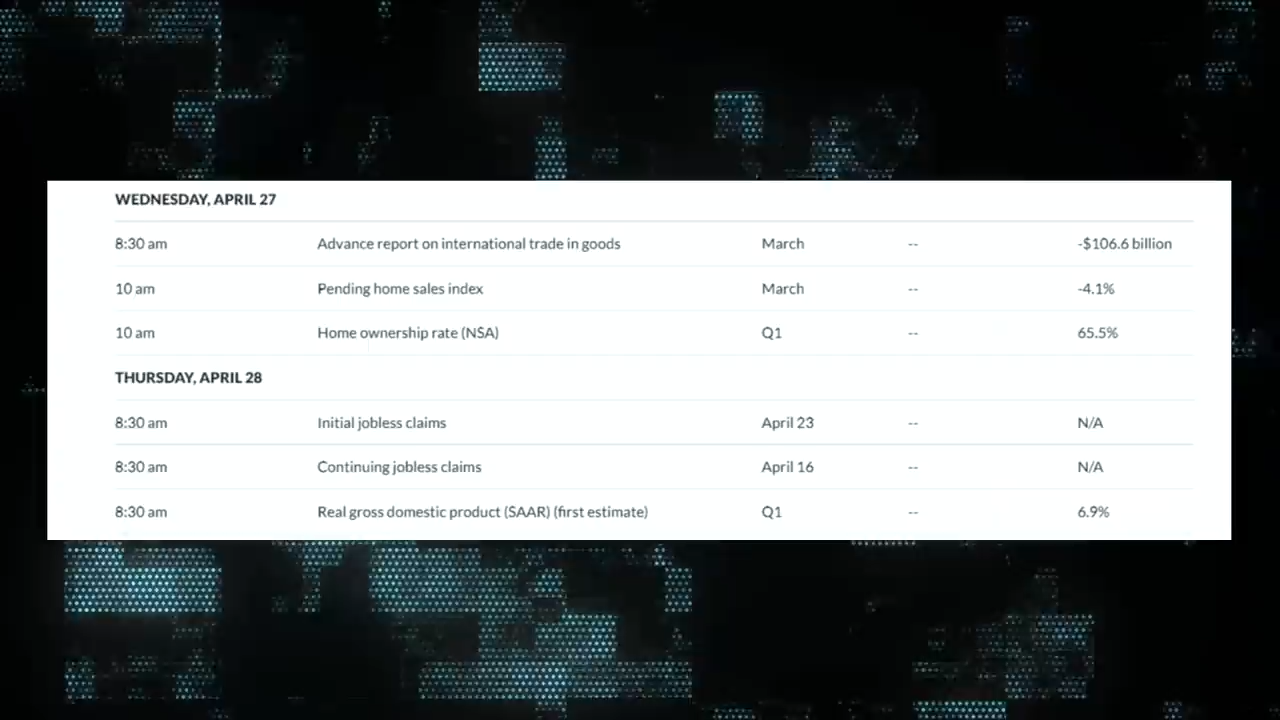 WEDNESDAY, APRIL 27
8:30 am Advance report on international trade in goods March -- -$106.6 billion
10 am Pending home sales index March -- -4.1%
10 am Home ownership rate (NSA) Q1 -- 65.5%
THURSDAY, APRIL 28
8:30 am Initial jobless claims April 23 -- N/A
8:30 am Continuing jobless claims April 16 -- N/A
8:30 am Real gross domestic product (SAAR) (first estimate) Q1 -- 6.9%